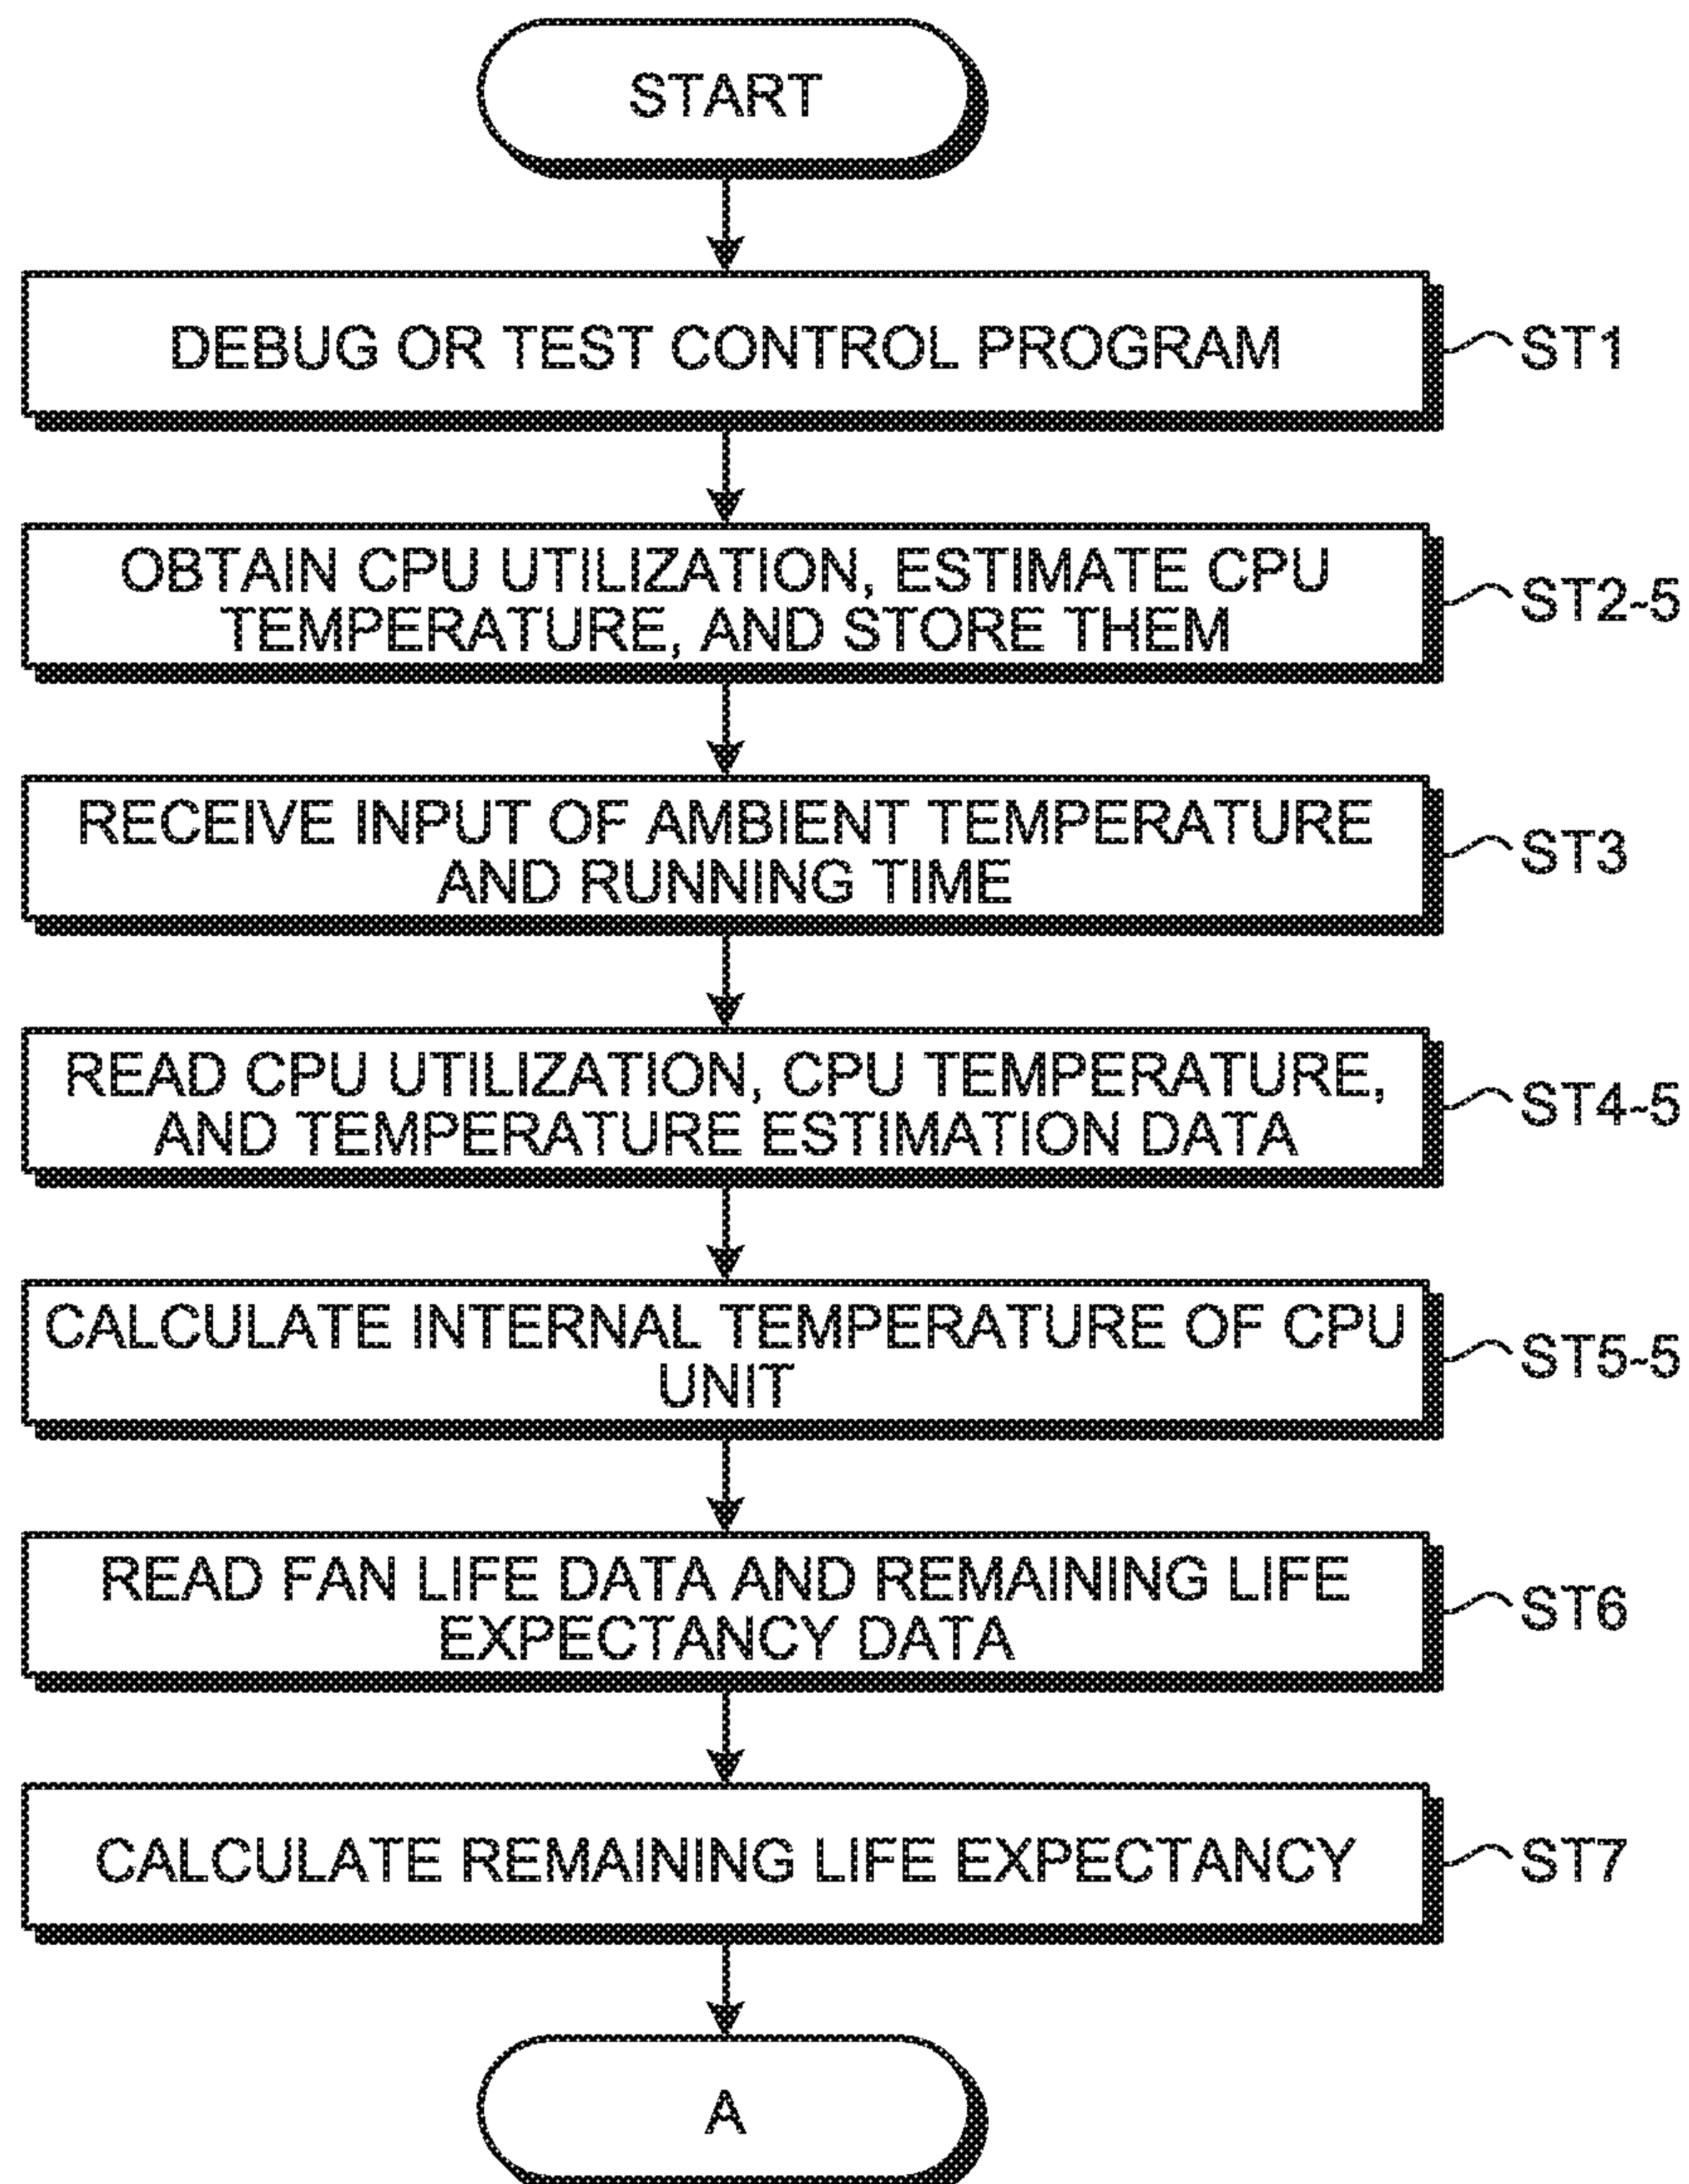 START
DEBUG OR TEST CONTROL PROGRAM
ST1
OBTAIN CPU UTILIZATION, ESTIMATE CPU
TEMPERATURE, AND STORE THEM
ST2-5
RECEIVE INPUT OF AMBIENT TEMPERATURE
AND RUNNING TIME
ST3
READ CPU UTILIZATION, CPU TEMPERATURE,
AND TEMPERATURE ESTIMATION DATA
ST4-5
CALCULATE INTERNAL TEMPERATURE OF CPU
UNIT
ST5-5
READ FAN LIFE DATA AND REMAINING LIFE
EXPECTANCY DATA
ST6
CALCULATE REMAINING LIFE EXPECTANCY
ST7
A